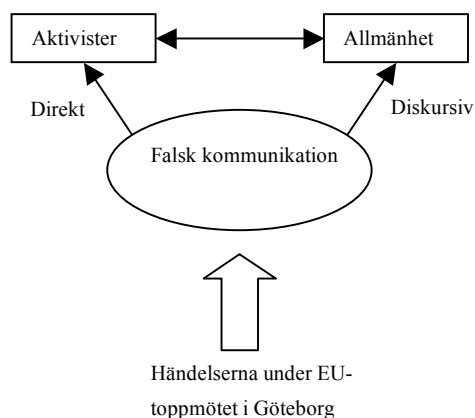 Aktivister
Allmänhet
Direkt
Diskursiv
Falsk kommunikation
Händelserna under EU-
toppmötet i Göteborg